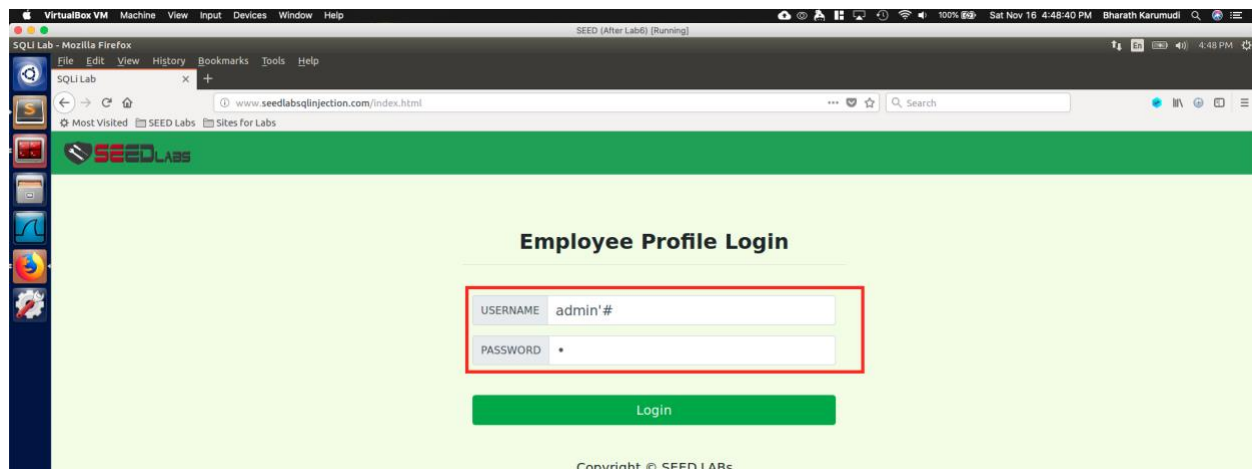 VirtualBox VM Machine View Input Devices Window Help 100% Sat Nov 16 4:48:40 PM Bharath Karumudi
SEED (After Lab6) [Running]
SQLi Lab - Mozilla Firefox En 4:48 PM
File Edit View History Bookmarks Tools Help
SQLi Lab × +
www.seedlabsqlinjection.com/index.html ··· Search
Most Visited SEED Labs Sites for Labs
SEEDLABS
Employee Profile Login
USERNAME admin'#
PASSWORD •
Login
Copyright © SEED LABs